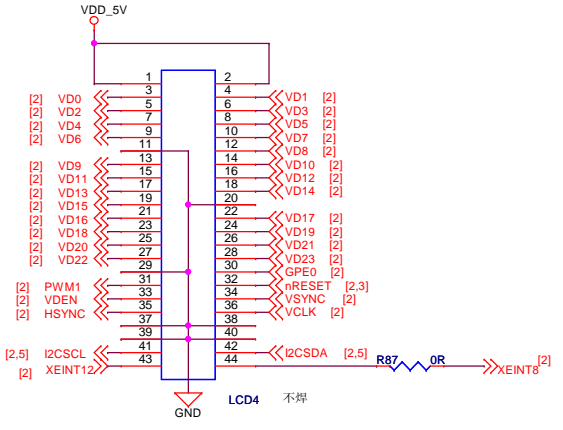 VDD_5V
1 2
[2] VD0 3 4 VD1 [2]
[2] VD2 5 6 VD3 [2]
[2] VD4 7 8 VD5 [2]
[2] VD6 9 10 VD7 [2]
11 12 VD8 [2]
[2] VD9 13 14 VD10 [2]
[2] VD11 15 16 VD12 [2]
[2] VD13 17 18 VD14 [2]
[2] VD15 19 20
[2] VD16 21 22 VD17 [2]
[2] VD18 23 24 VD19 [2]
[2] VD20 25 26 VD21 [2]
[2] VD22 27 28 VD23 [2]
29 30 GPE0 [2]
[2] PWM1 31 32 nRESET [2,3]
[2] VDEN 33 34 VSYNC [2]
[2] HSYNC 35 36 VCLK [2]
37 38
39 40
[2,5] I2CSCL 41 42 I2CSDA [2,5]
[2] XEINT12 43 44 R87 0R XEINT8 [2]
LCD4 不焊
GND